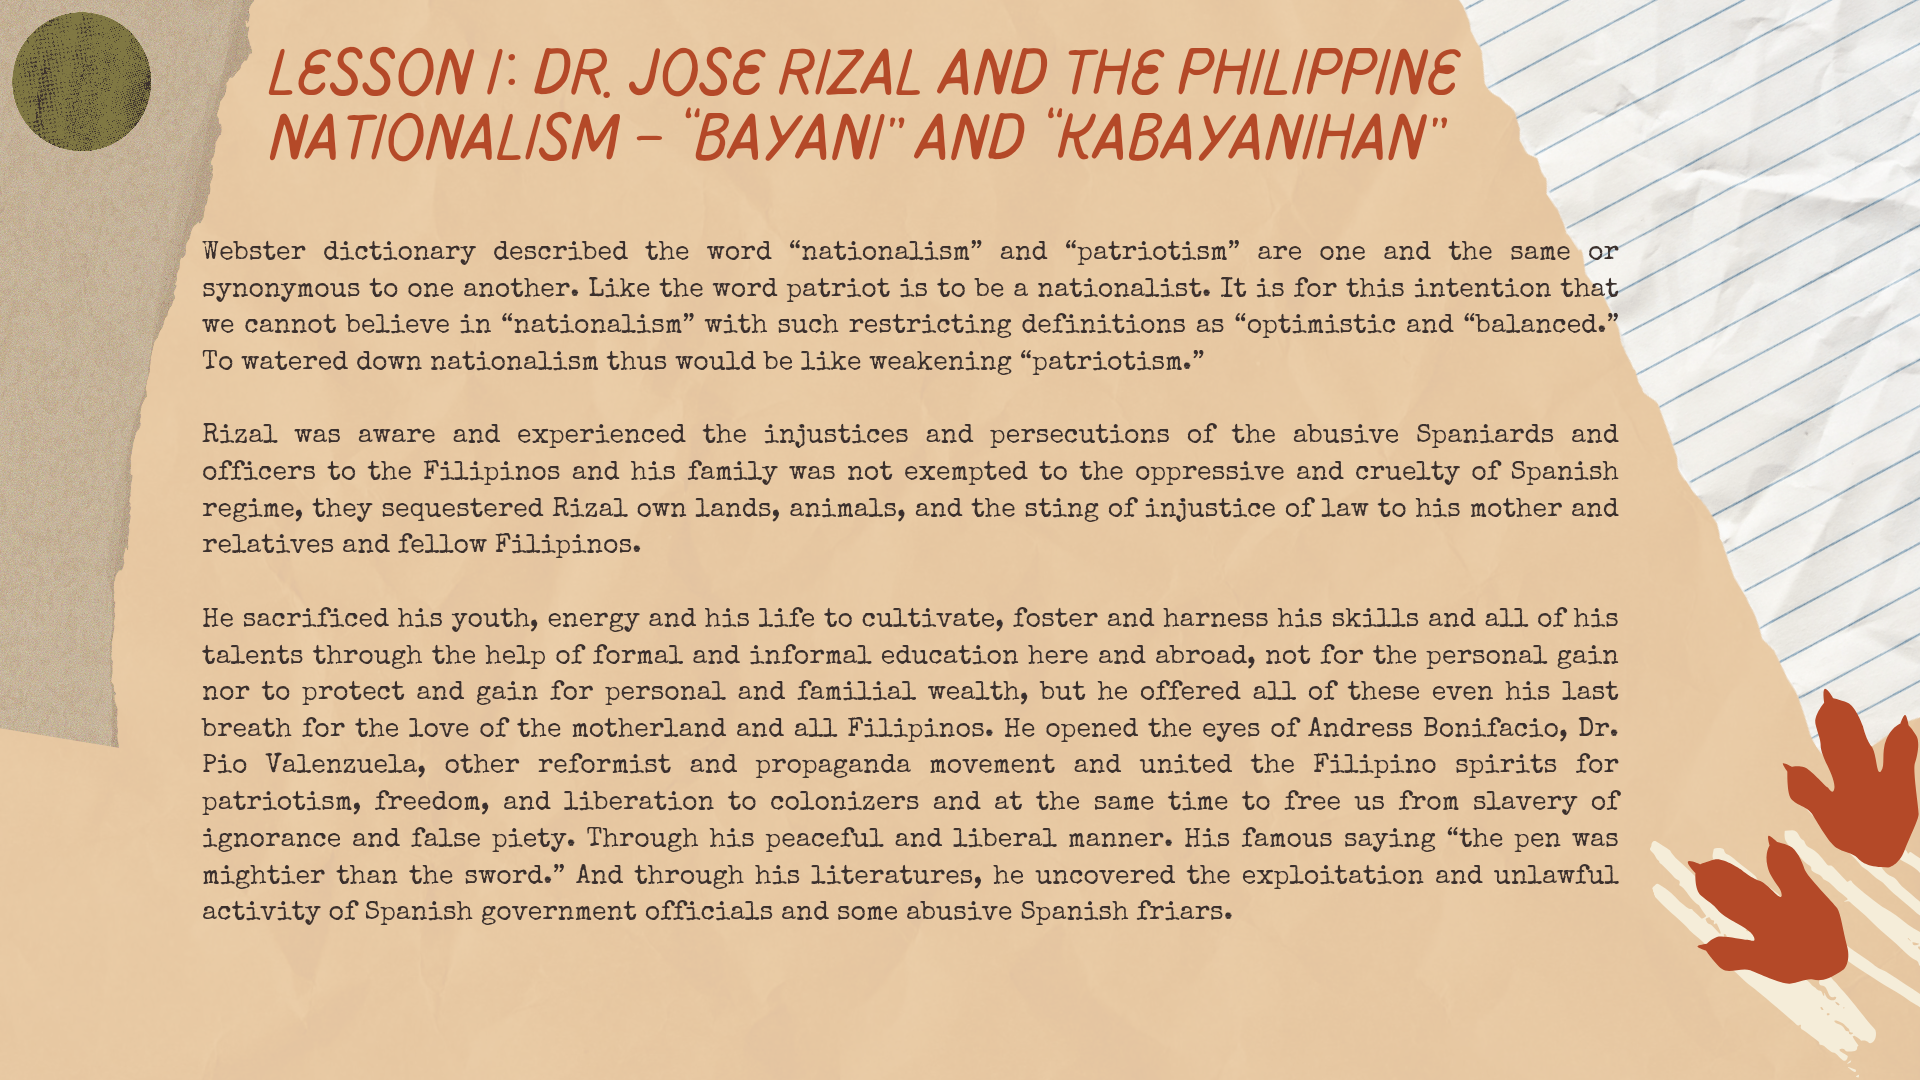 LESSON 1: DR. JOSE RIZAL AND THE PHILIPPINE
NATIONALISM – “BAYANI” AND “KABAYANIHAN”
Webster dictionary described the word “nationalism” and “patriotism” are one and the same or
synonymous to one another. Like the word patriot is to be a nationalist. It is for this intention that
we cannot believe in “nationalism” with such restricting definitions as “optimistic and “balanced.”
To watered down nationalism thus would be like weakening “patriotism.”
Rizal was aware and experienced the injustices and persecutions of the abusive Spaniards and
officers to the Filipinos and his family was not exempted to the oppressive and cruelty of Spanish
regime, they sequestered Rizal own lands, animals, and the sting of injustice of law to his mother and
relatives and fellow Filipinos.
He sacrificed his youth, energy and his life to cultivate, foster and harness his skills and all of his
talents through the help of formal and informal education here and abroad, not for the personal gain
nor to protect and gain for personal and familial wealth, but he offered all of these even his last
breath for the love of the motherland and all Filipinos. He opened the eyes of Andress Bonifacio, Dr.
Pio Valenzuela, other reformist and propaganda movement and united the Filipino spirits for
patriotism, freedom, and liberation to colonizers and at the same time to free us from slavery of
ignorance and false piety. Through his peaceful and liberal manner. His famous saying “the pen was
mightier than the sword.” And through his literatures, he uncovered the exploitation and unlawful
activity of Spanish government officials and some abusive Spanish friars.